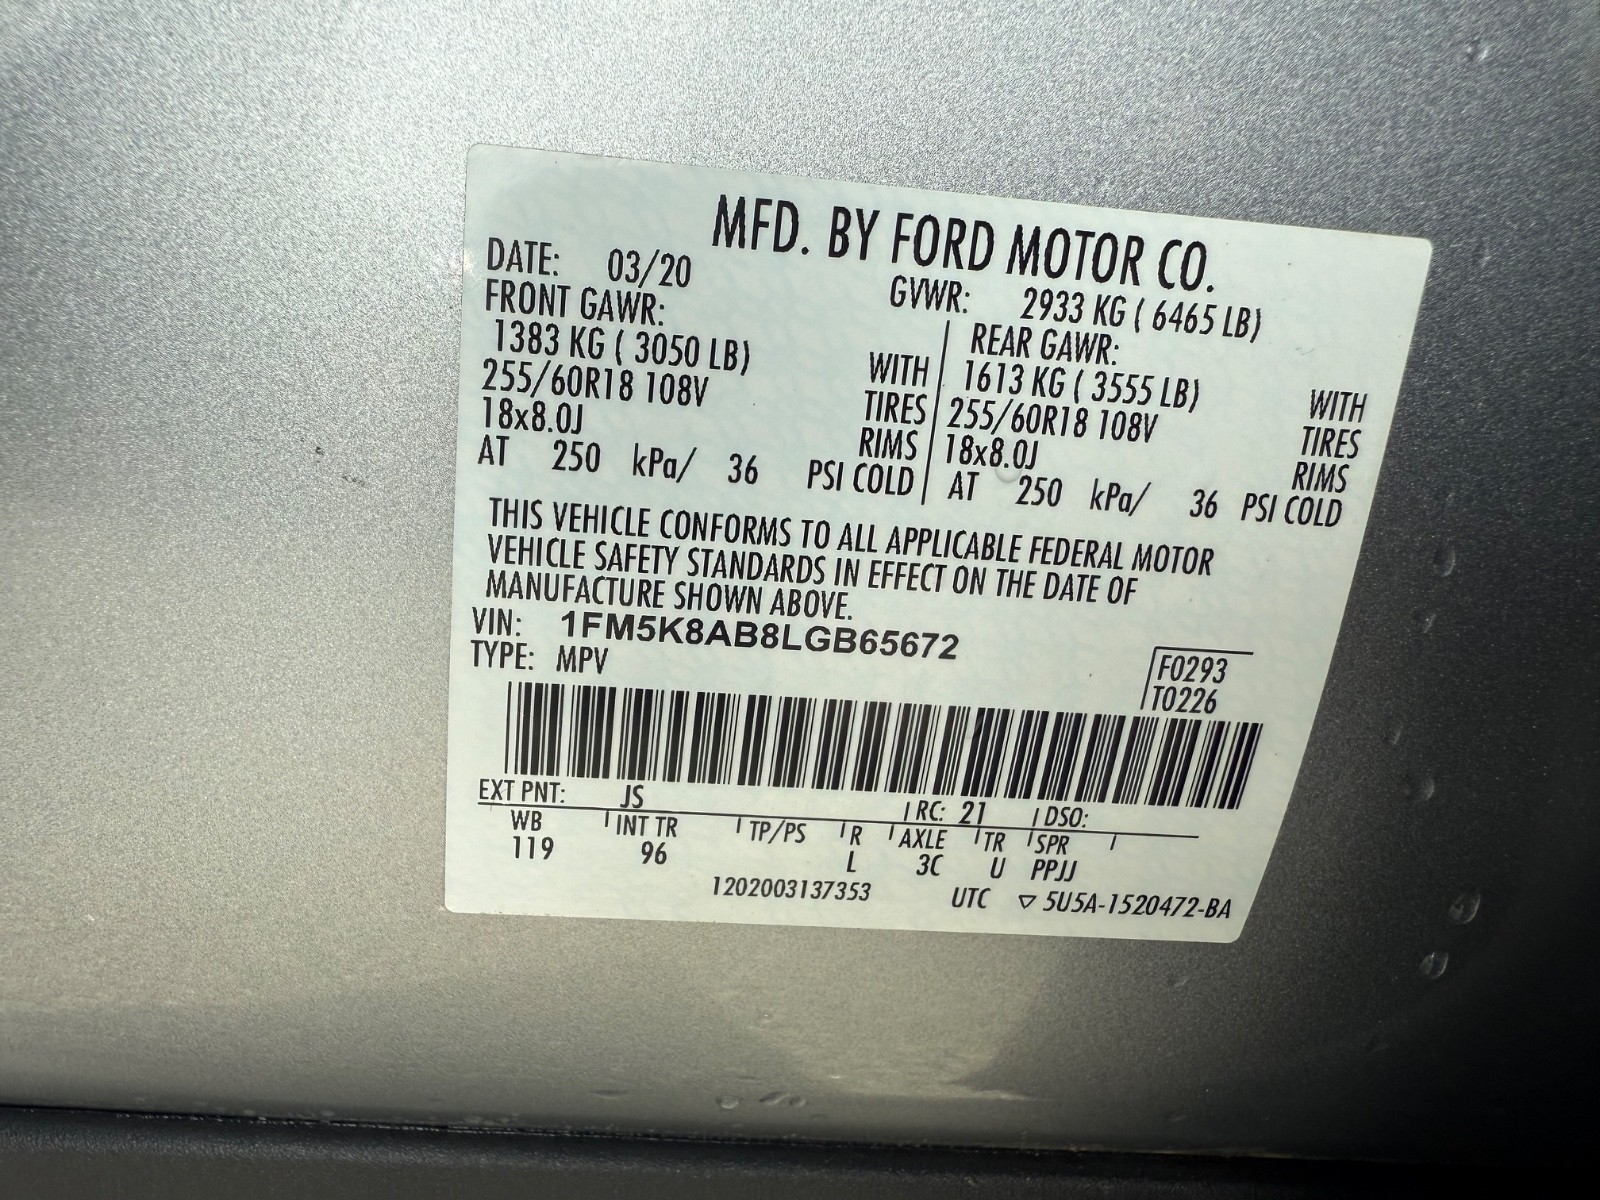 MFD. BY FORD MOTOR CO.
DATE: 03/20 GVWR: 2933 KG ( 6465 LB)
FRONT GAWR: REAR GAWR:
1383 KG ( 3050 LB) WITH 1613 KG ( 3555 LB) WITH
255/60R18 108V TIRES 255/60R18 108V TIRES
18x8.0J RIMS 18x8.0J RIMS
AT 250 kPa/ 36 PSI COLD AT 250 kPa/ 36 PSI COLD
THIS VEHICLE CONFORMS TO ALL APPLICABLE FEDERAL MOTOR
VEHICLE SAFETY STANDARDS IN EFFECT ON THE DATE OF
MANUFACTURE SHOWN ABOVE.
VIN: 1FM5K8AB8LGB65672
TYPE: MPV F0293
T0226
EXT PNT: JS RC: 21 DSO:
WB INT TR TP/PS R AXLE TR SPR
119 96 L 3C U PPJJ
1202003137353 UTC ▽ 5U5A-1520472-BA